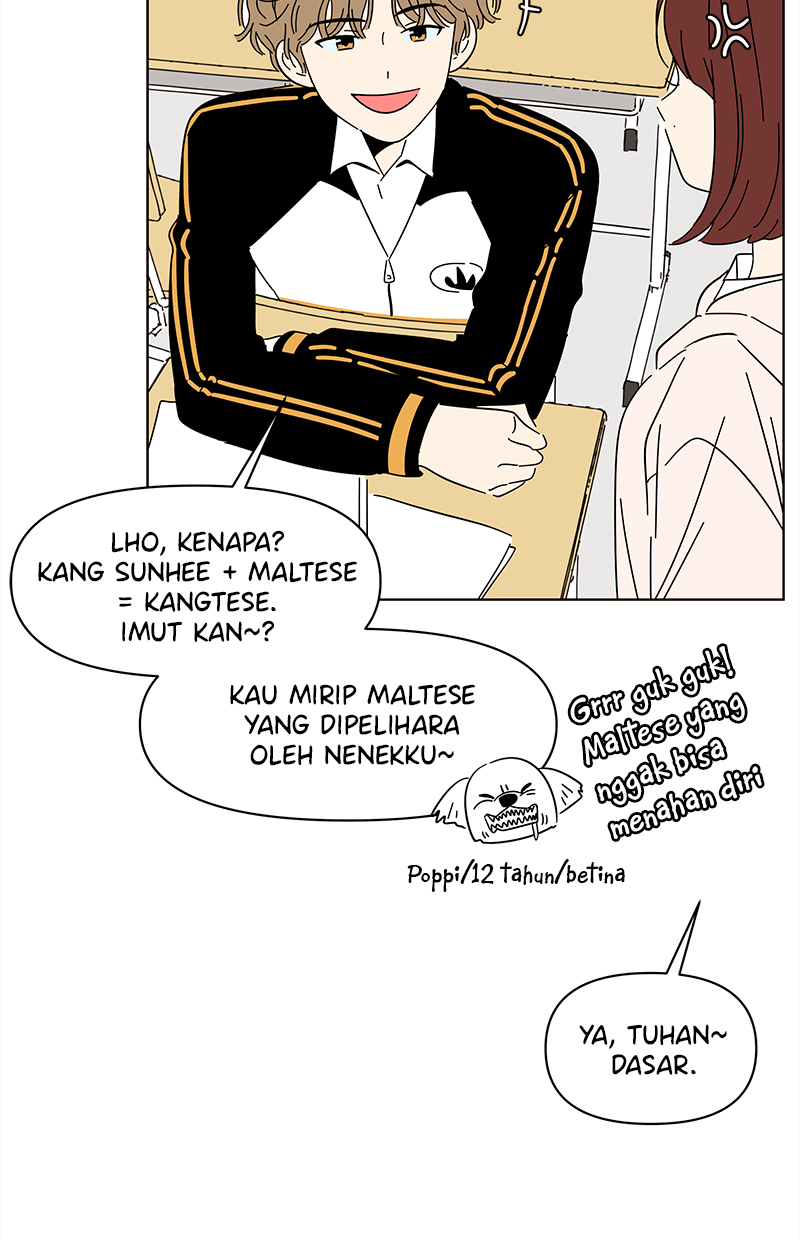 LHO, KENAPA?
KANG SUNHEE + MALTESE
= KANGTESE.
IMUT KAN~?
KAU MIRIP MALTESE
YANG DIPELIHARA
OLEH NENEKKU~
Grrr guk guk!
Maltese yang
nggak bisa
menahan diri
Poppi/12 tahun/betina
YA, TUHAN~
DASAR.